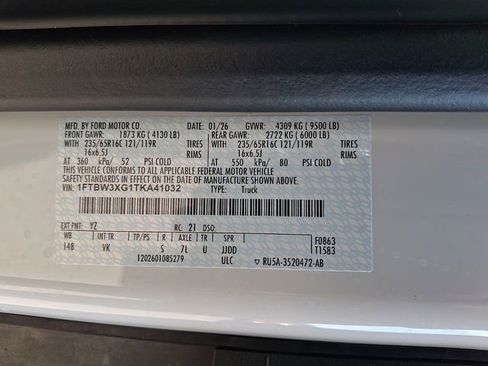 MFD. BY FORD MOTOR CO. 01/26 GVWR: 4309 KG ( 9500 LB)
FRONT GAWR: 1873 KG ( 4130 LB) REAR GAWR: 2722 KG ( 6000 LB)
WITH 235/65R16C 121/119R TIRES WITH 235/65R16C 121/119R TIRES
16x6.5J RIMS 16x6.5J RIMS
AT 360 kPa/ 52 PSI COLD AT 550 kPa/ 80 PSI COLD
THIS VEHICLE CONFORMS TO ALL APPLICABLE FEDERAL MOTOR VEHICLE
SAFETY STANDARDS IN EFFECT ON THE DATE OF MANUFACTURE SHOWN ABOVE.
VIN: 1FTBW3XG1TKA41032 TYPE: Truck
EXT PNT: YZ RC: 21 DSO:
WB INT TR TP/PS R AXLE TR SPR F0863
148 VK S 7L U JJDD T1583
1202601085279 ULC RU5A-3520472-AB